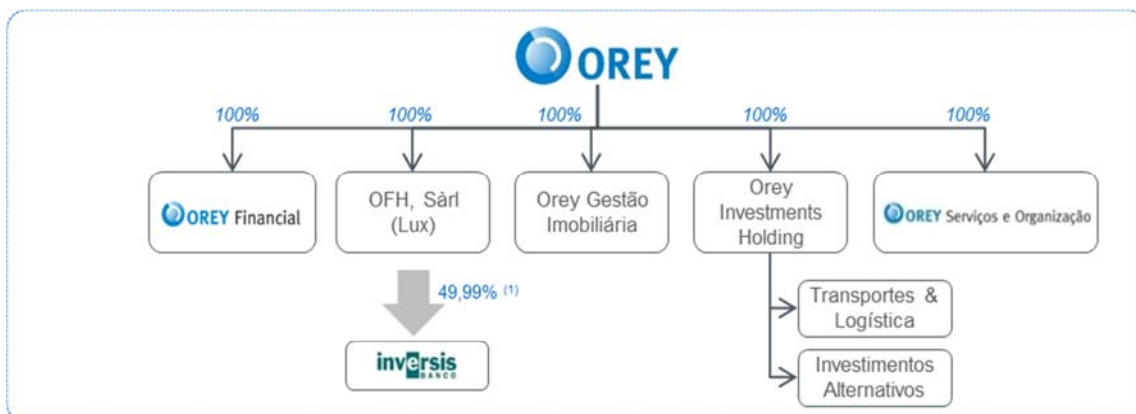 OREY
100% 100% 100% 100% 100%
OREY Financial
OFH, Sàrl
(Lux)
Orey Gestão
Imobiliária
Orey
Investments
Holding
OREY Serviços e Organização
49,99% (1)
inversis
BANCO
Transportes &
Logística
Investimentos
Alternativos